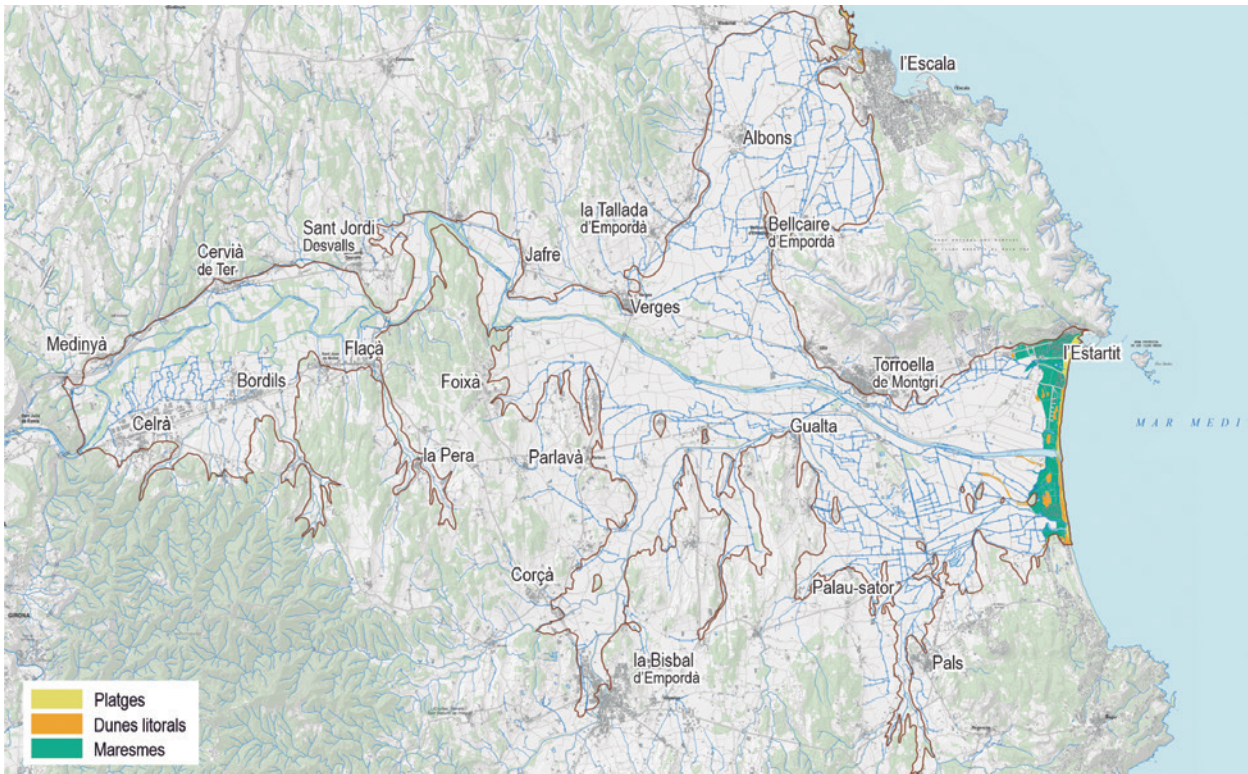 l'Escala
Albons
la Tallada
d'Empordà
Bellcaire
d'Empordà
Sant Jordi
Desvalls
Cervià
de Ter
Jafre
Verges
Medinyà
Flaçà
l'Estartit
Torroella
de Montgrí
Bordils
Foixà
Celrà
Gualta
MAR MEDI
la Pera
Parlavà
Corçà
Palau-sator
la Bisbal
d'Empordà
Pals
GIRONA
Platges
Dunes litorals
Maresmes